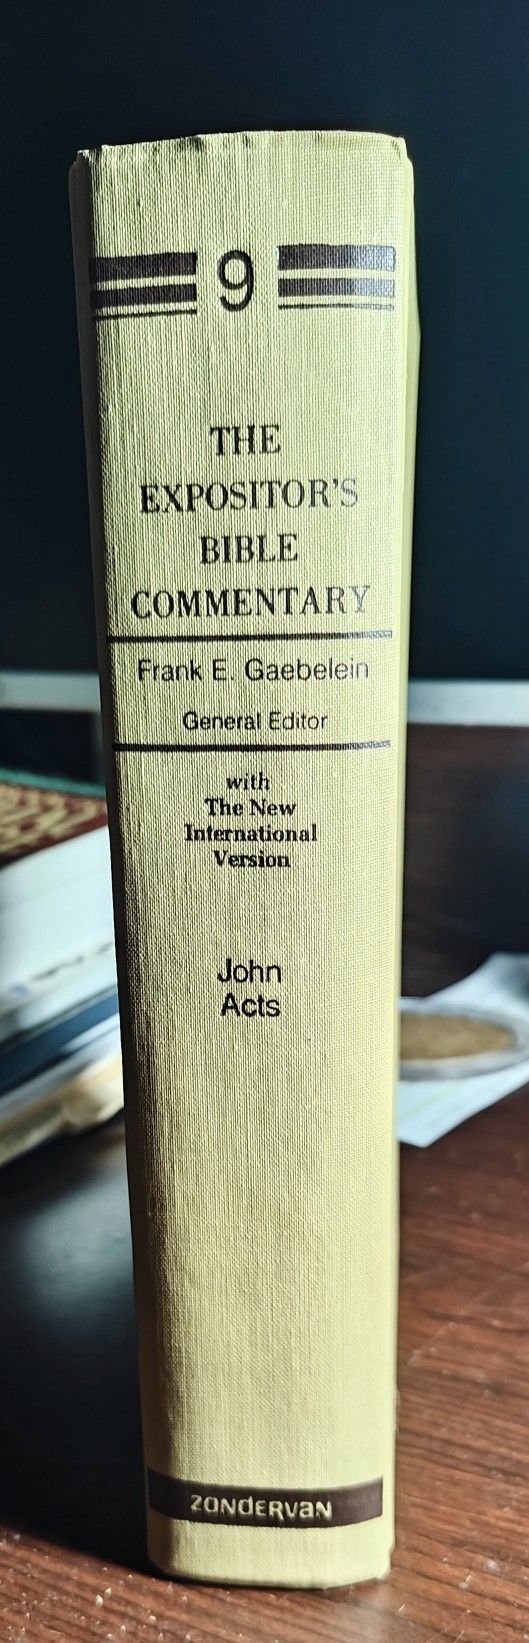 9
THE
EXPOSITOR'S
BIBLE
COMMENTARY
Frank E. Gaebelein
General Editor
with
The New
International
Version
John
Acts
ZONDERVAN